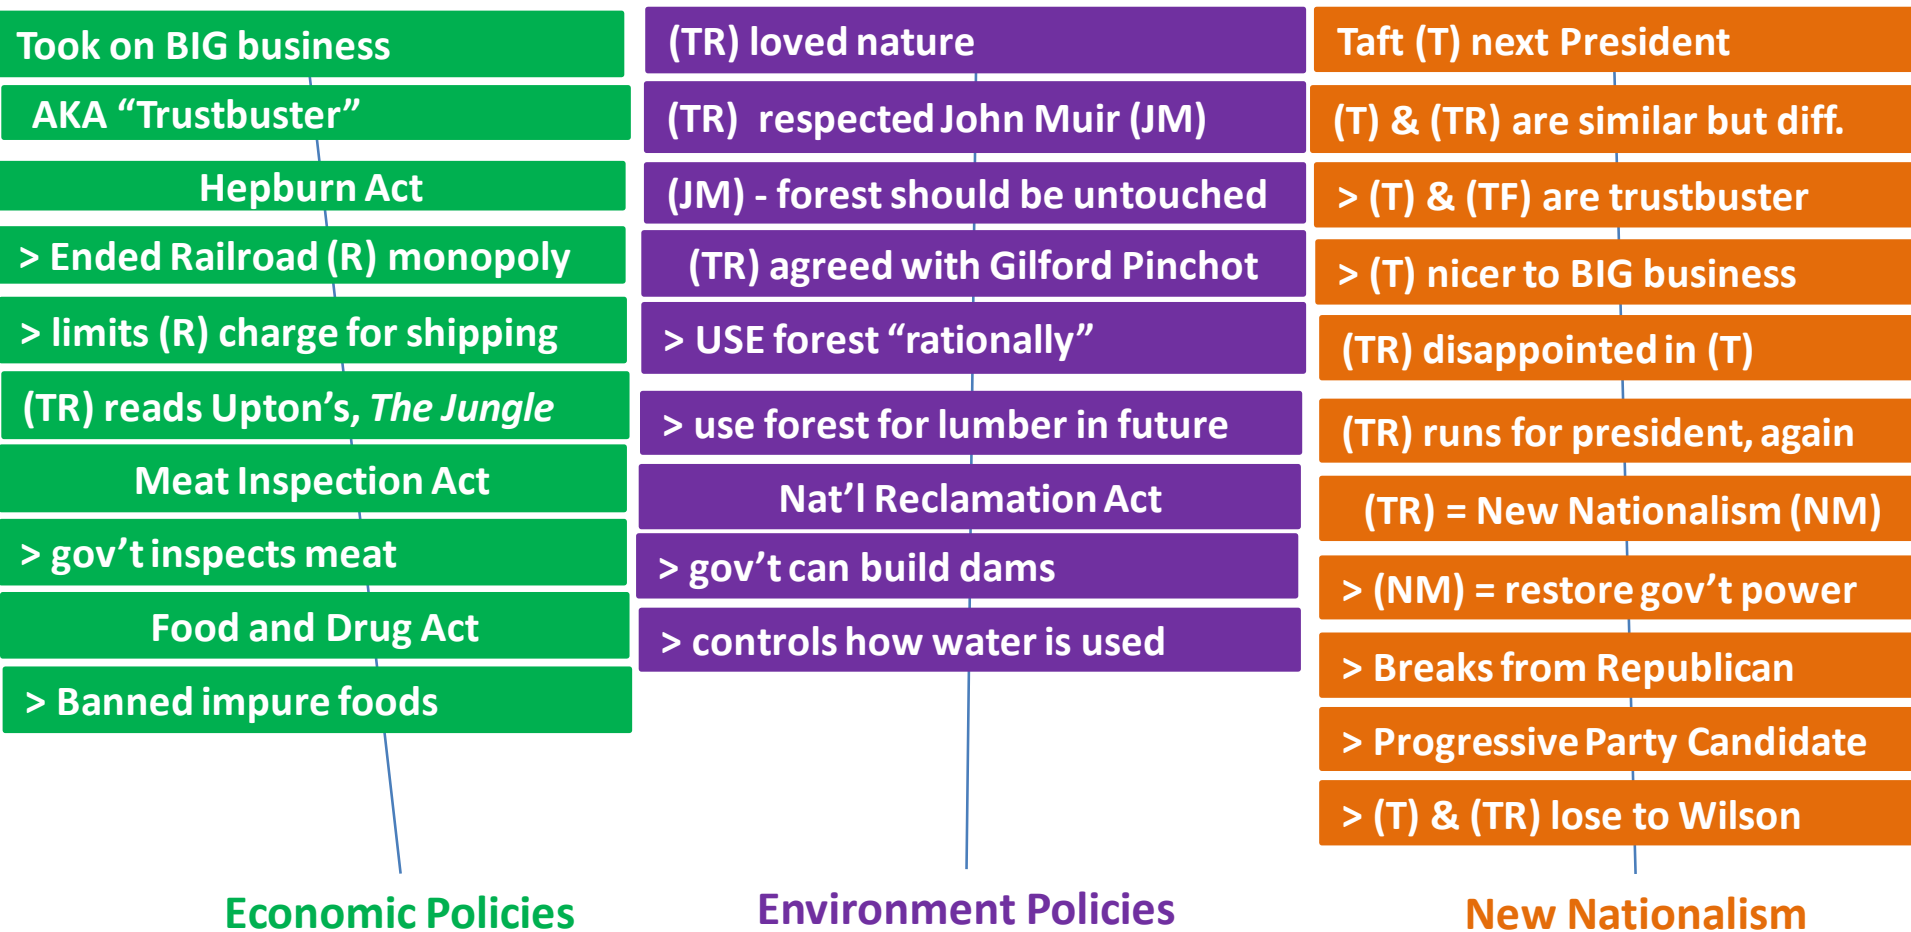 Took on BIG business
AKA “Trustbuster”
Hepburn Act
> Ended Railroad (R) monopoly
> limits (R) charge for shipping
(TR) reads Upton’s, The Jungle
Meat Inspection Act
> gov’t inspects meat
Food and Drug Act
> Banned impure foods
Economic Policies
(TR) loved nature
(TR) respected John Muir (JM)
(JM) - forest should be untouched
(TR) agreed with Gilford Pinchot
> USE forest “rationally”
> use forest for lumber in future
Nat’l Reclamation Act
> gov’t can build dams
> controls how water is used
Environment Policies
Taft (T) next President
(T) & (TR) are similar but diff.
> (T) & (TF) are trustbuster
> (T) nicer to BIG business
(TR) disappointed in (T)
(TR) runs for president, again
(TR) = New Nationalism (NM)
> (NM) = restore gov’t power
> Breaks from Republican
> Progressive Party Candidate
> (T) & (TR) lose to Wilson
New Nationalism